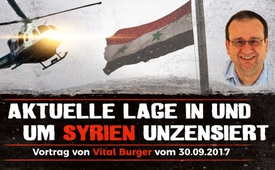 AKTUELLE LAGE IN UND
UM SYRIEN UNZENSIERT
Vortrag von Vital Burger vom 30.09.2017